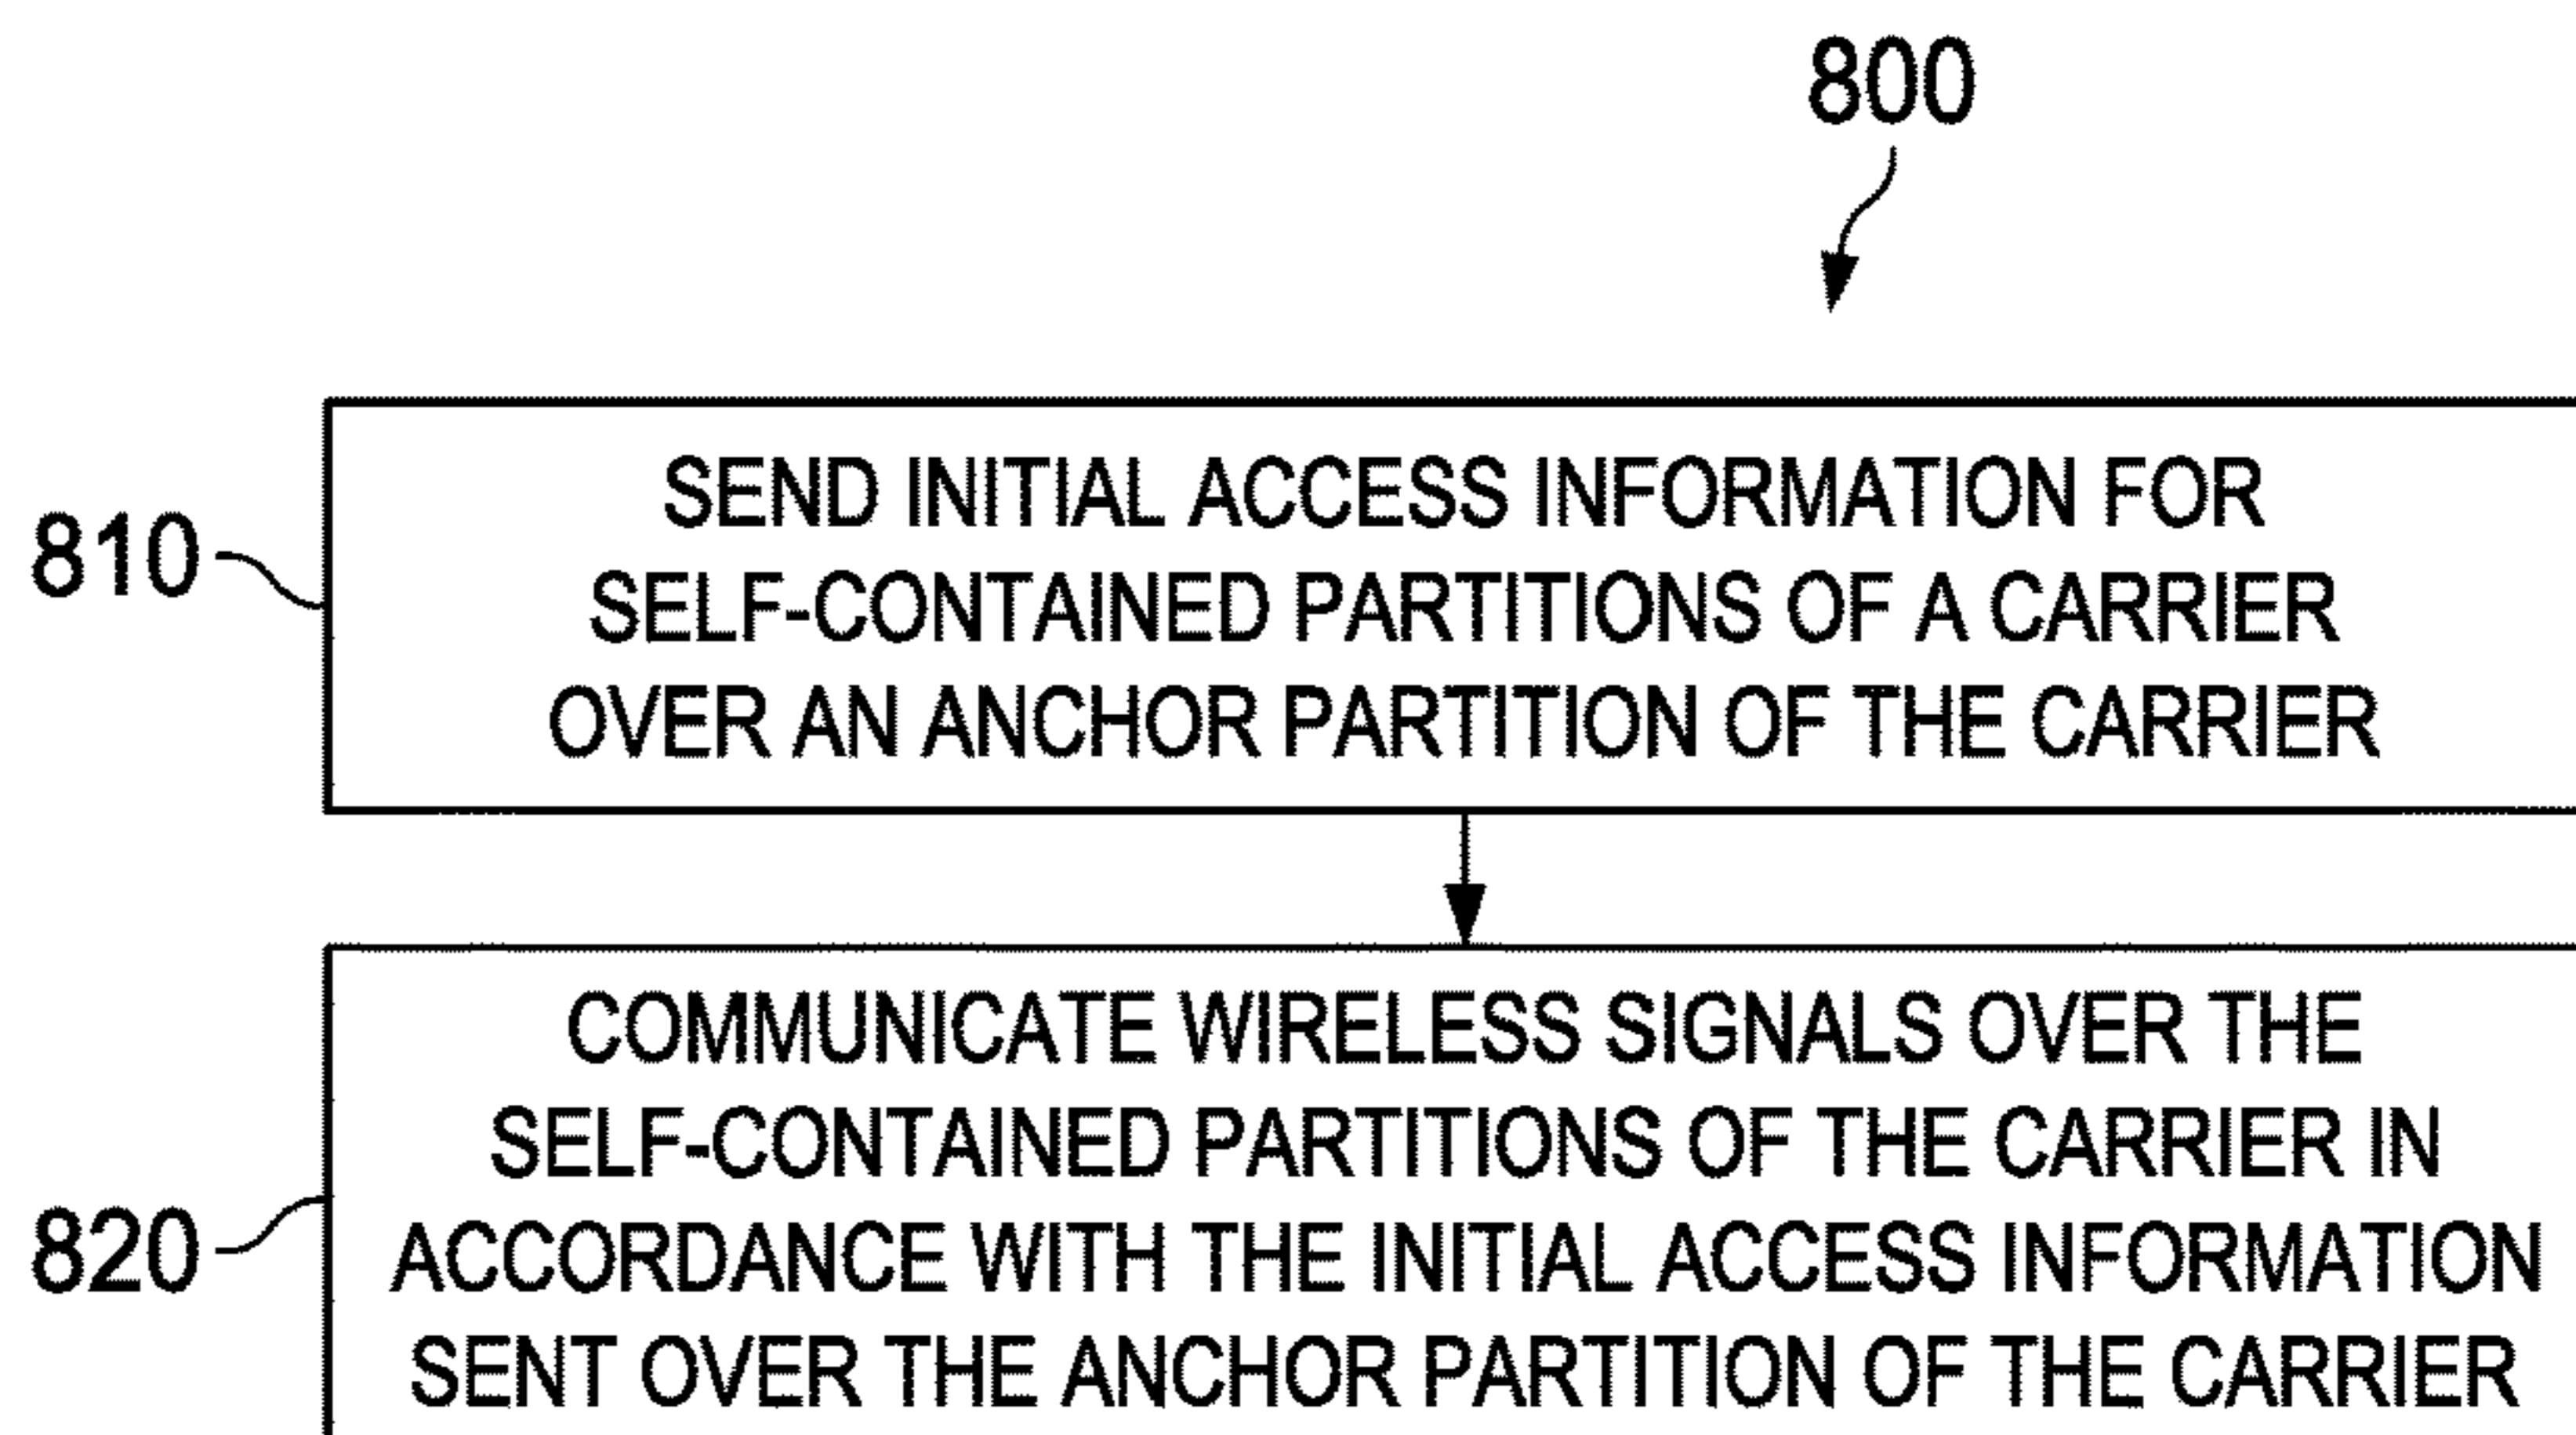 800
810
SEND INITIAL ACCESS INFORMATION FOR
SELF-CONTAINED PARTITIONS OF A CARRIER
OVER AN ANCHOR PARTITION OF THE CARRIER
820
COMMUNICATE WIRELESS SIGNALS OVER THE
SELF-CONTAINED PARTITIONS OF THE CARRIER IN
ACCORDANCE WITH THE INITIAL ACCESS INFORMATION
SENT OVER THE ANCHOR PARTITION OF THE CARRIER